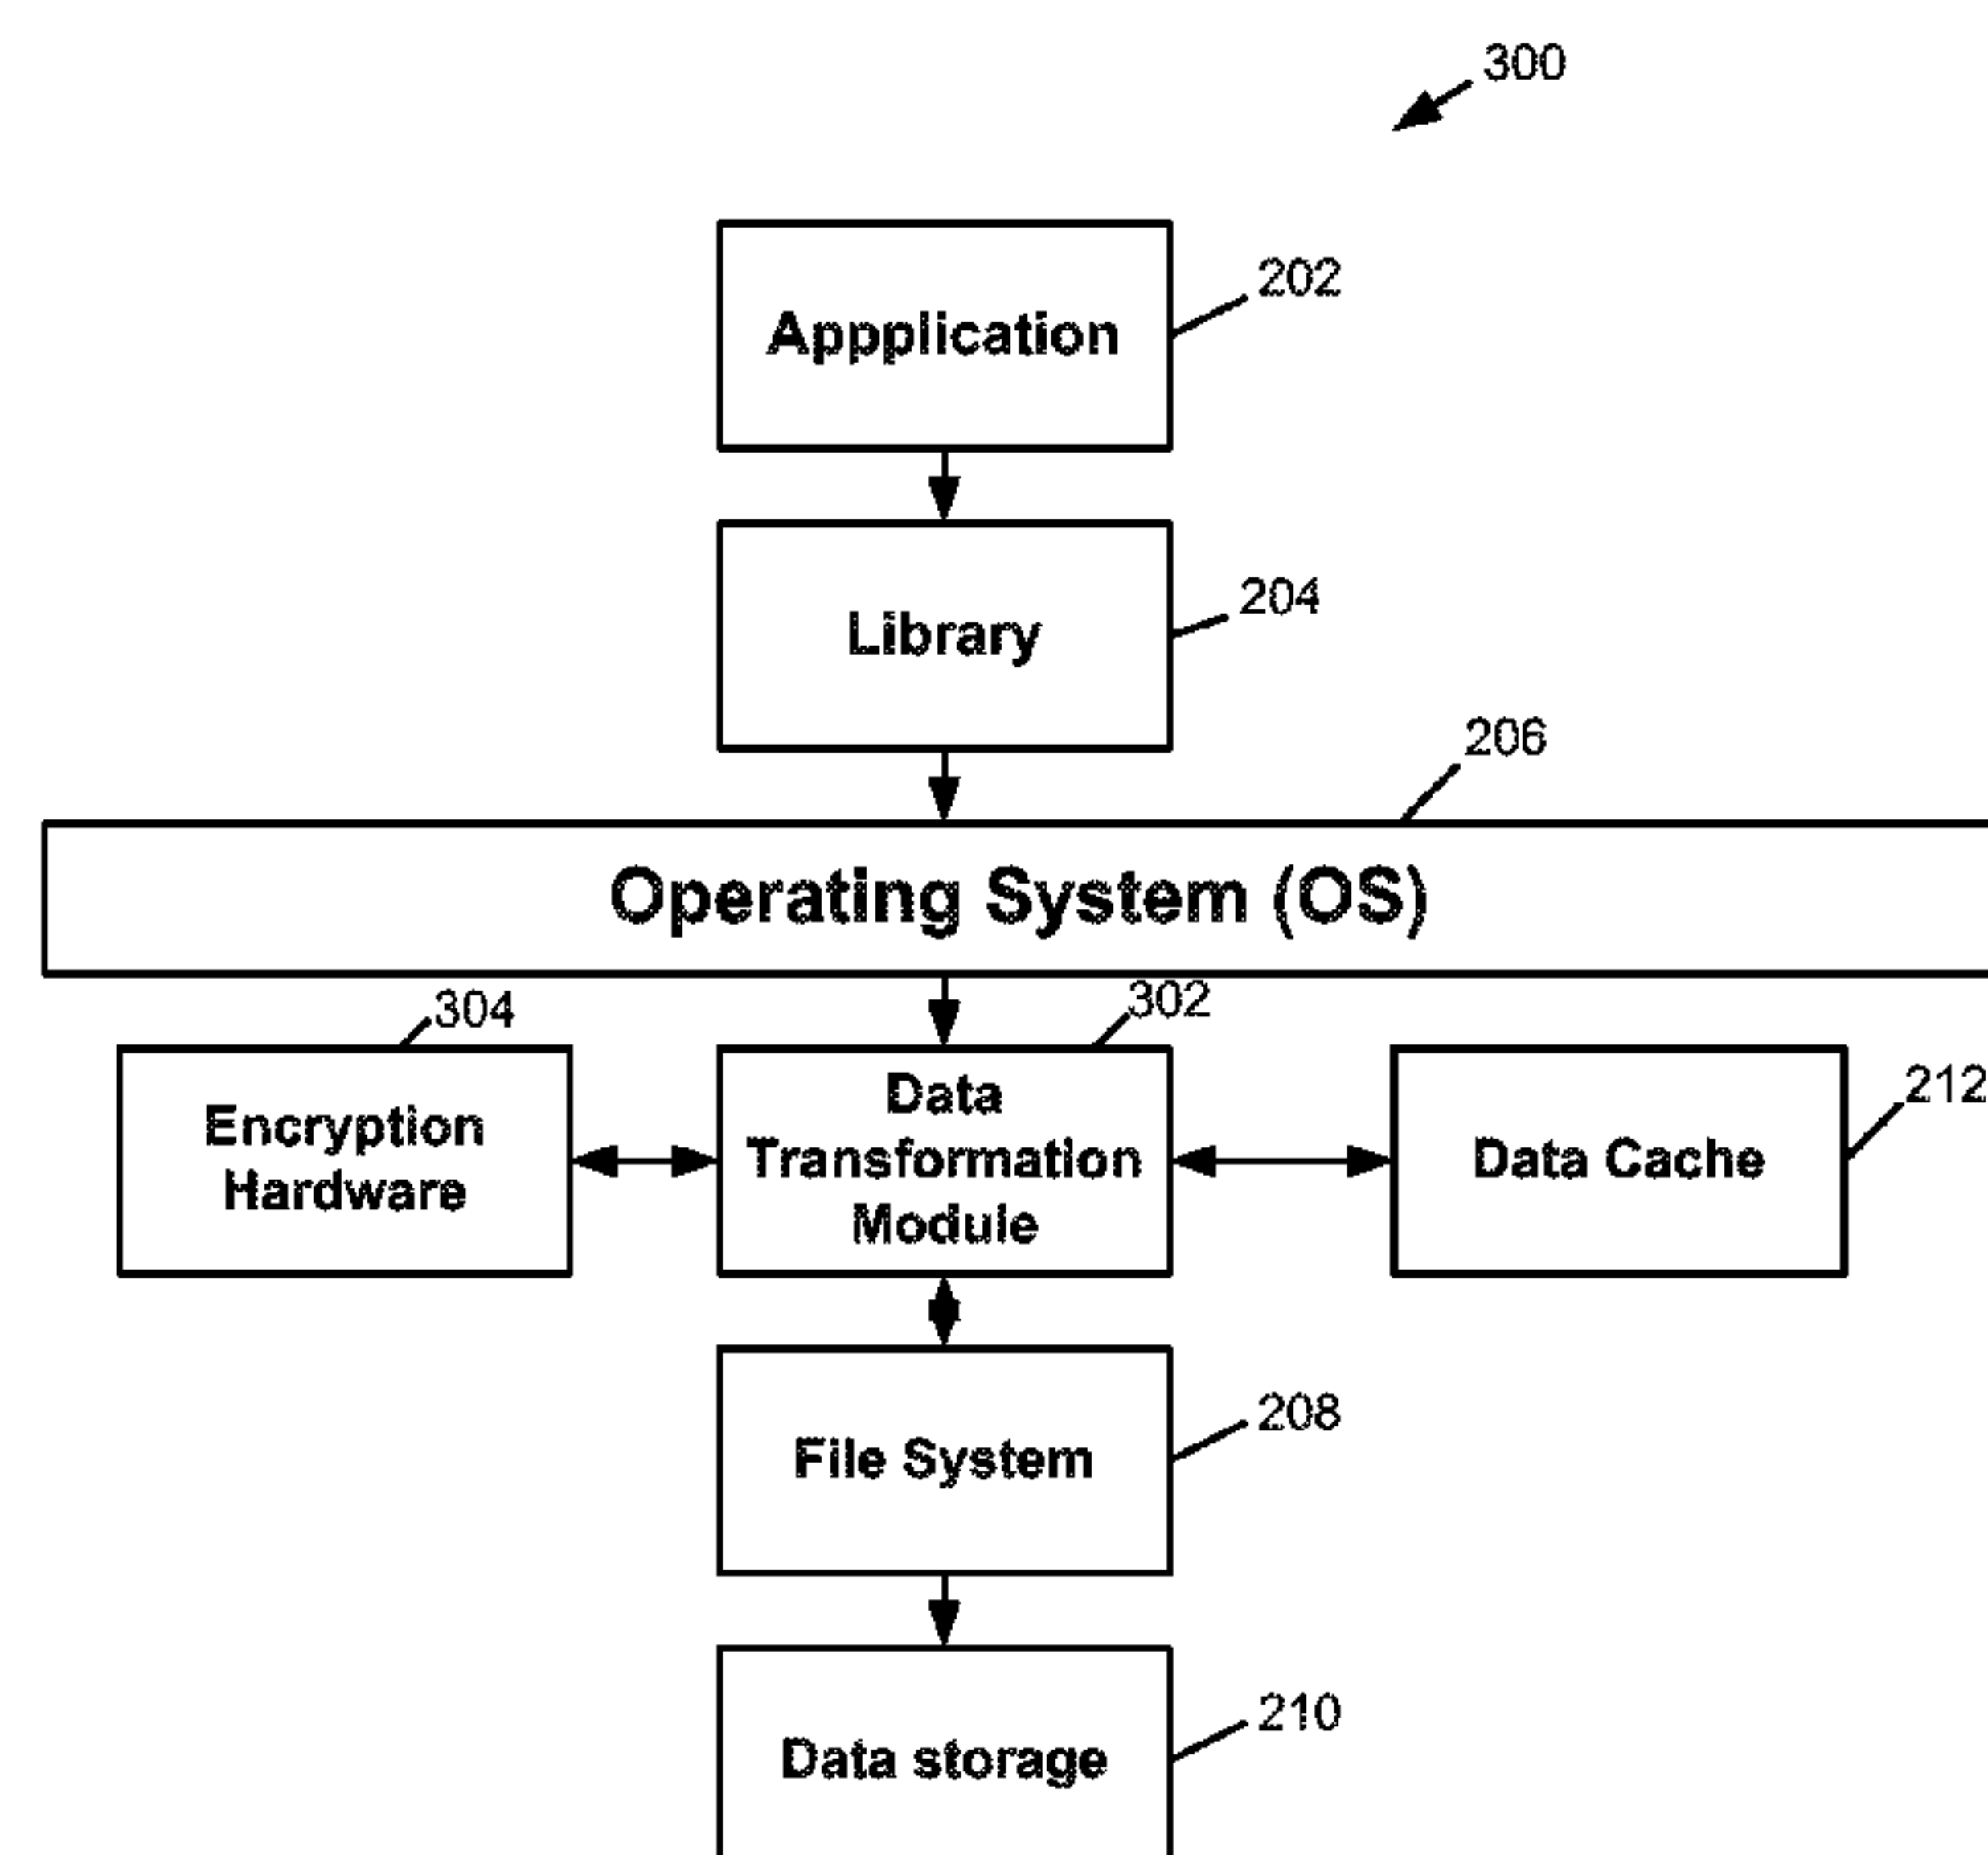 300
Appplication
202
Library
204
206
Operating System (OS)
304
302
Encryption
Hardware
Data
Transformation
Module
Data Cache
212
File System
208
Data storage
210